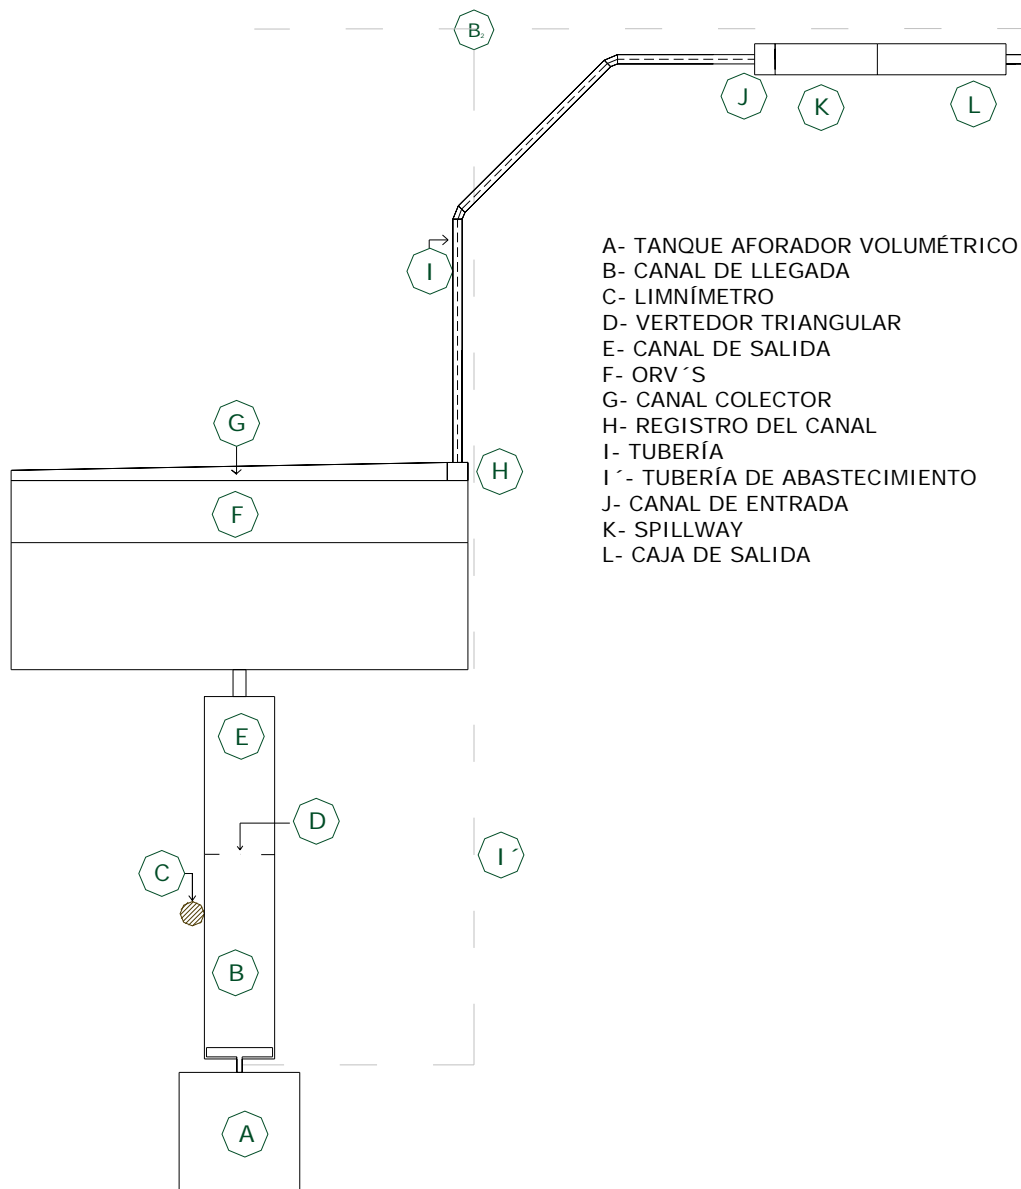 B₂
J
K
L
I
A- TANQUE AFORADOR VOLUMÉTRICO
B- CANAL DE LLEGADA
C- LIMNÍMETRO
D- VERTEDOR TRIANGULAR
E- CANAL DE SALIDA
F- ORV´S
G- CANAL COLECTOR
H- REGISTRO DEL CANAL
I- TUBERÍA
I´- TUBERÍA DE ABASTECIMIENTO
J- CANAL DE ENTRADA
K- SPILLWAY
L- CAJA DE SALIDA
G
H
F
E
D
I´
C
B
A